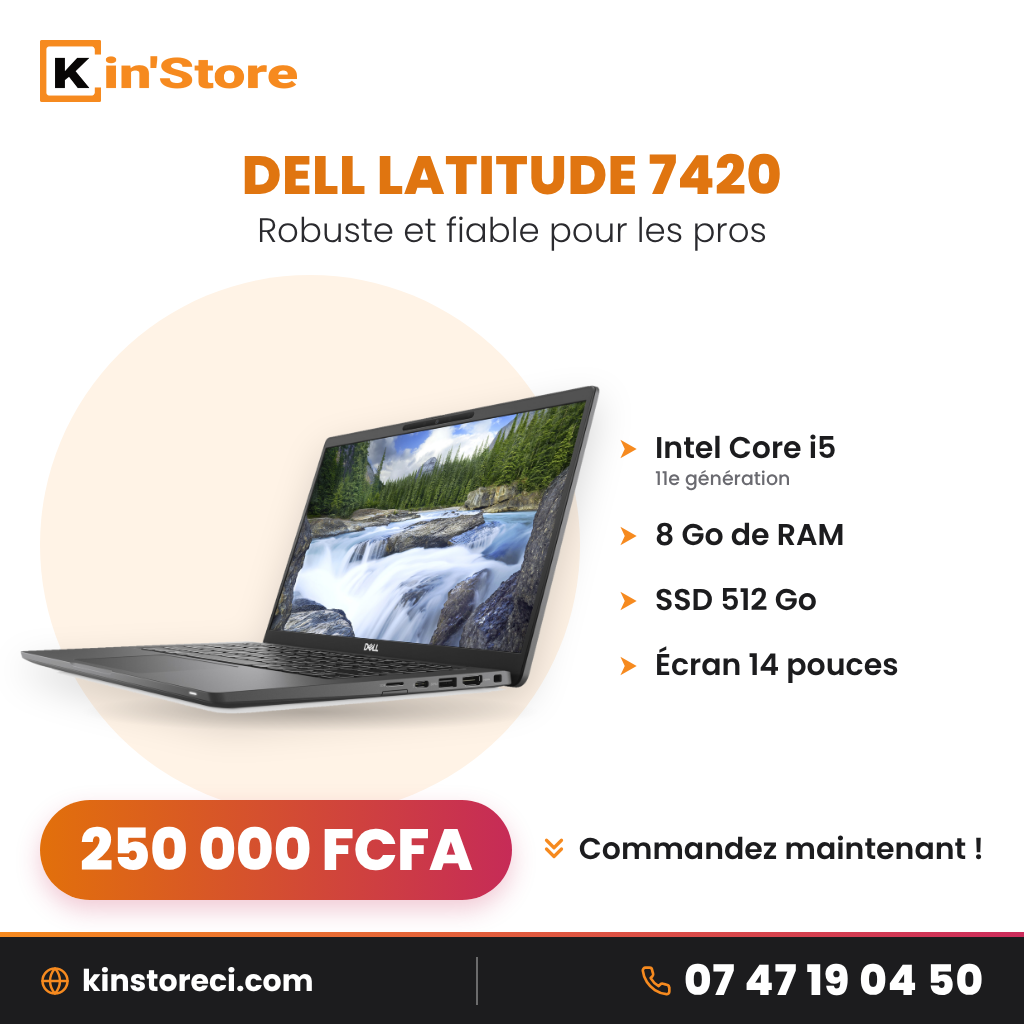 Kin'Store
DELL LATITUDE 7420
Robuste et fiable pour les pros
Intel Core i5
11e génération
8 Go de RAM
SSD 512 Go
Écran 14 pouces
DELL
250 000 FCFA
Commandez maintenant !
kinstoreci.com
07 47 19 04 50